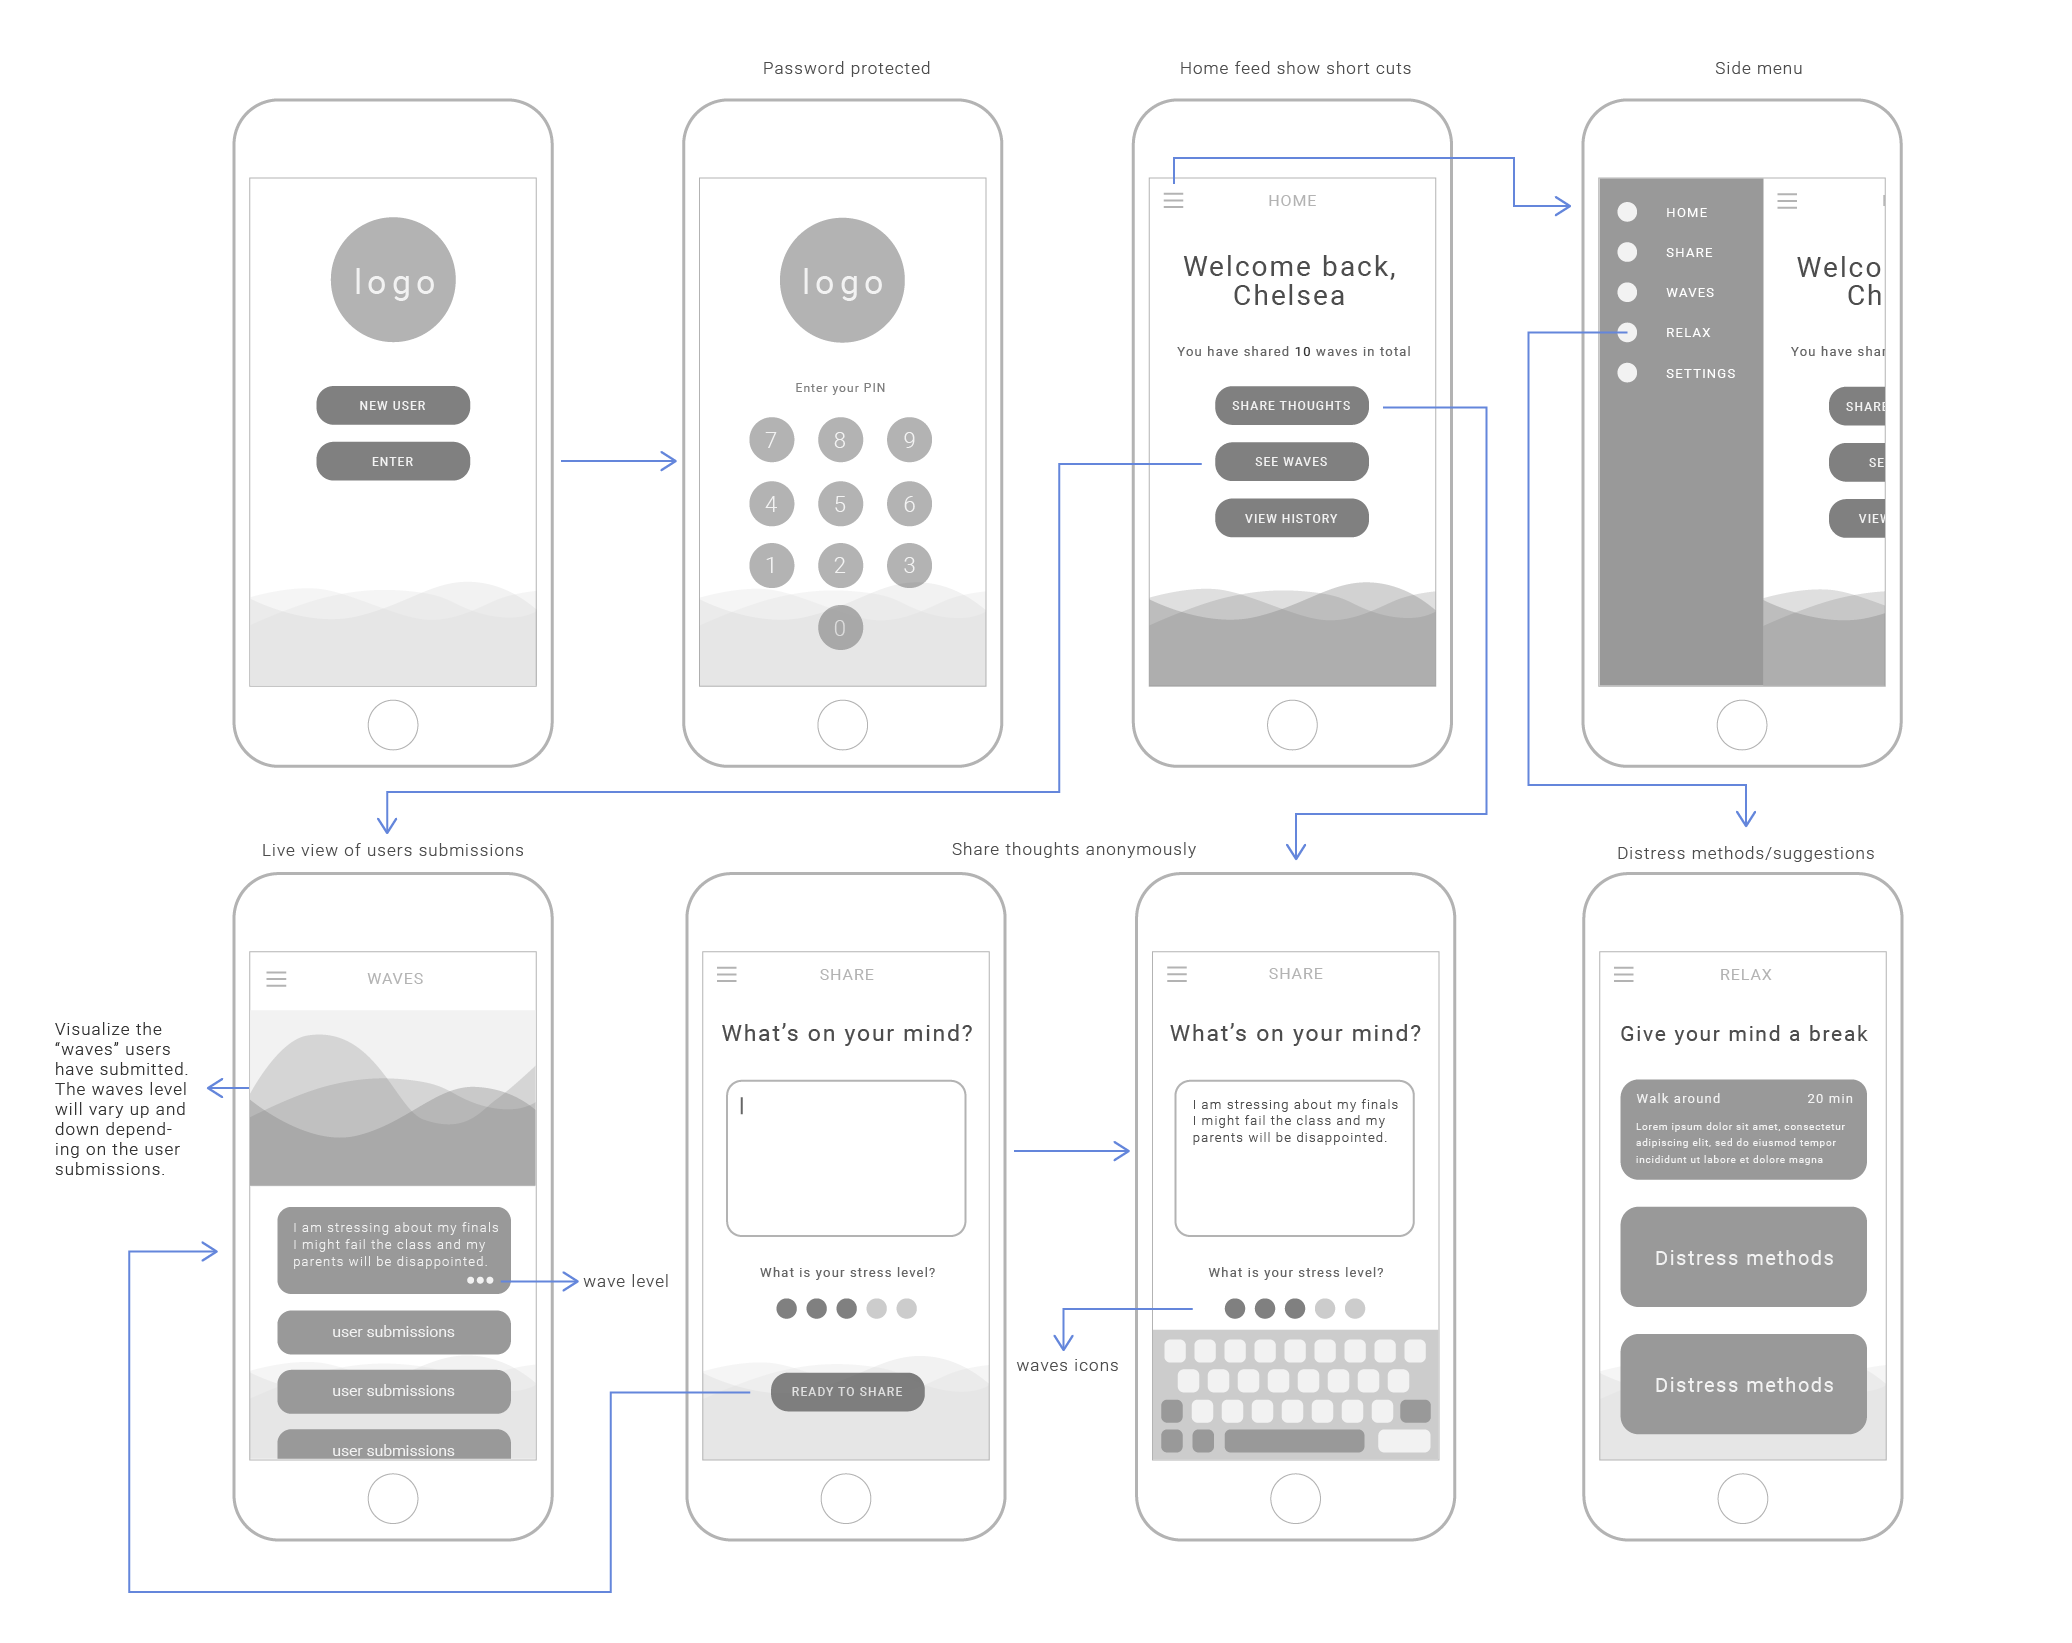 Password protected
Home feed show short cuts
Side menu
logo
NEW USER
ENTER
logo
Enter your PIN
7 8 9
4 5 6
1 2 3
0
HOME
Welcome back,
Chelsea
You have shared 10 waves in total
SHARE THOUGHTS
SEE WAVES
VIEW HISTORY
HOME
SHARE
WAVES
RELAX
SETTINGS
Welco
Ch
You have shar
SHARE
SE
VIEW
Live view of users submissions
Share thoughts anonymously
Distress methods/suggestions
Visualize the
“waves” users
have submitted.
The waves level
will vary up and
down depend-
ing on the user
submissions.
WAVES
I am stressing about my finals
I might fail the class and my
parents will be disappointed.
wave level
user submissions
user submissions
user submissions
SHARE
What’s on your mind?
What is your stress level?
READY TO SHARE
SHARE
What’s on your mind?
I am stressing about my finals
I might fail the class and my
parents will be disappointed.
What is your stress level?
waves icons
RELAX
Give your mind a break
Walk around 20 min
Lorem ipsum dolor sit amet, consectetur
adipiscing elit, sed do eiusmod tempor
incididunt ut labore et dolore magna
Distress methods
Distress methods